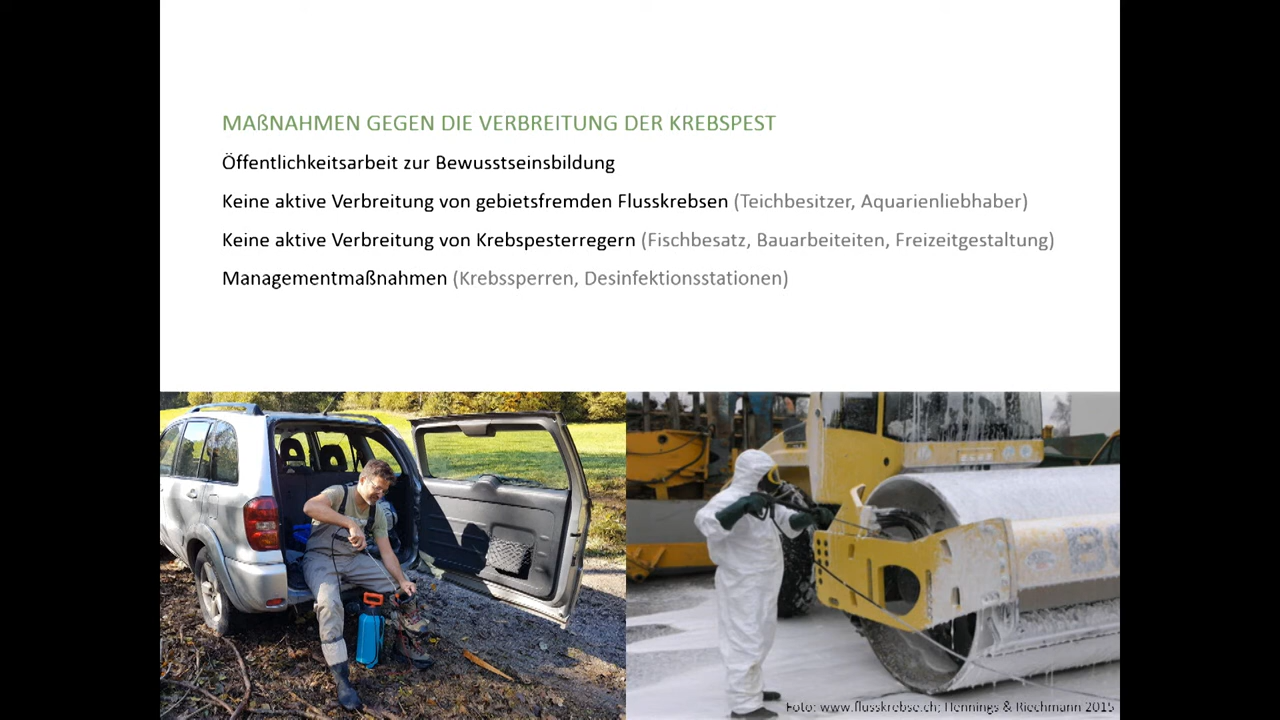 MAßNAHMEN GEGEN DIE VERBREITUNG DER KREBSPEST
Öffentlichkeitsarbeit zur Bewusstseinsbildung
Keine aktive Verbreitung von gebietsfremden Flusskrebsen (Teichbesitzer, Aquarienliebhaber)
Keine aktive Verbreitung von Krebspesterregern (Fischbesatz, Bauarbeiteiten, Freizeitgestaltung)
Managementmaßnahmen (Krebssperren, Desinfektionsstationen)
Foto: www.flusskrebse.ch; Hennings & Riechmann 2015